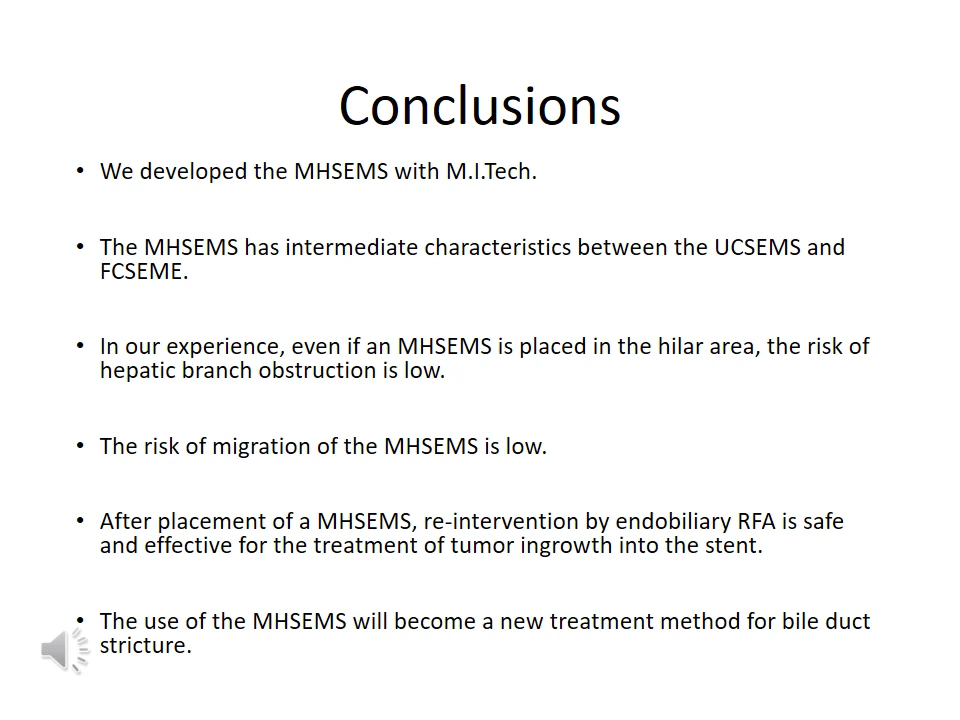 Conclusions
• We developed the MHSEMS with M.I.Tech.
• The MHSEMS has intermediate characteristics between the UCSEMS and
FCSEME.
• In our experience, even if an MHSEMS is placed in the hilar area, the risk of
hepatic branch obstruction is low.
• The risk of migration of the MHSEMS is low.
• After placement of a MHSEMS, re-intervention by endobiliary RFA is safe
and effective for the treatment of tumor ingrowth into the stent.
• The use of the MHSEMS will become a new treatment method for bile duct
stricture.